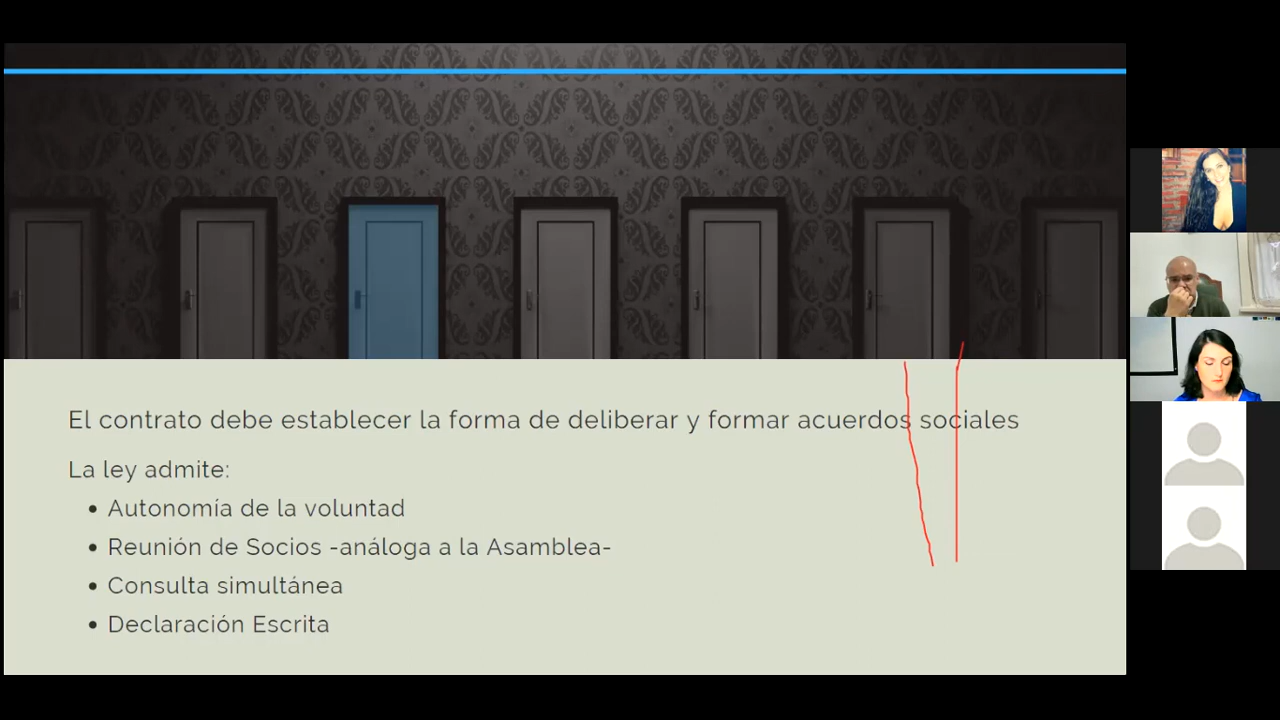 El contrato debe establecer la forma de deliberar y formar acuerdos sociales
La ley admite:
• Autonomía de la voluntad
• Reunión de Socios -análoga a la Asamblea-
• Consulta simultánea
• Declaración Escrita